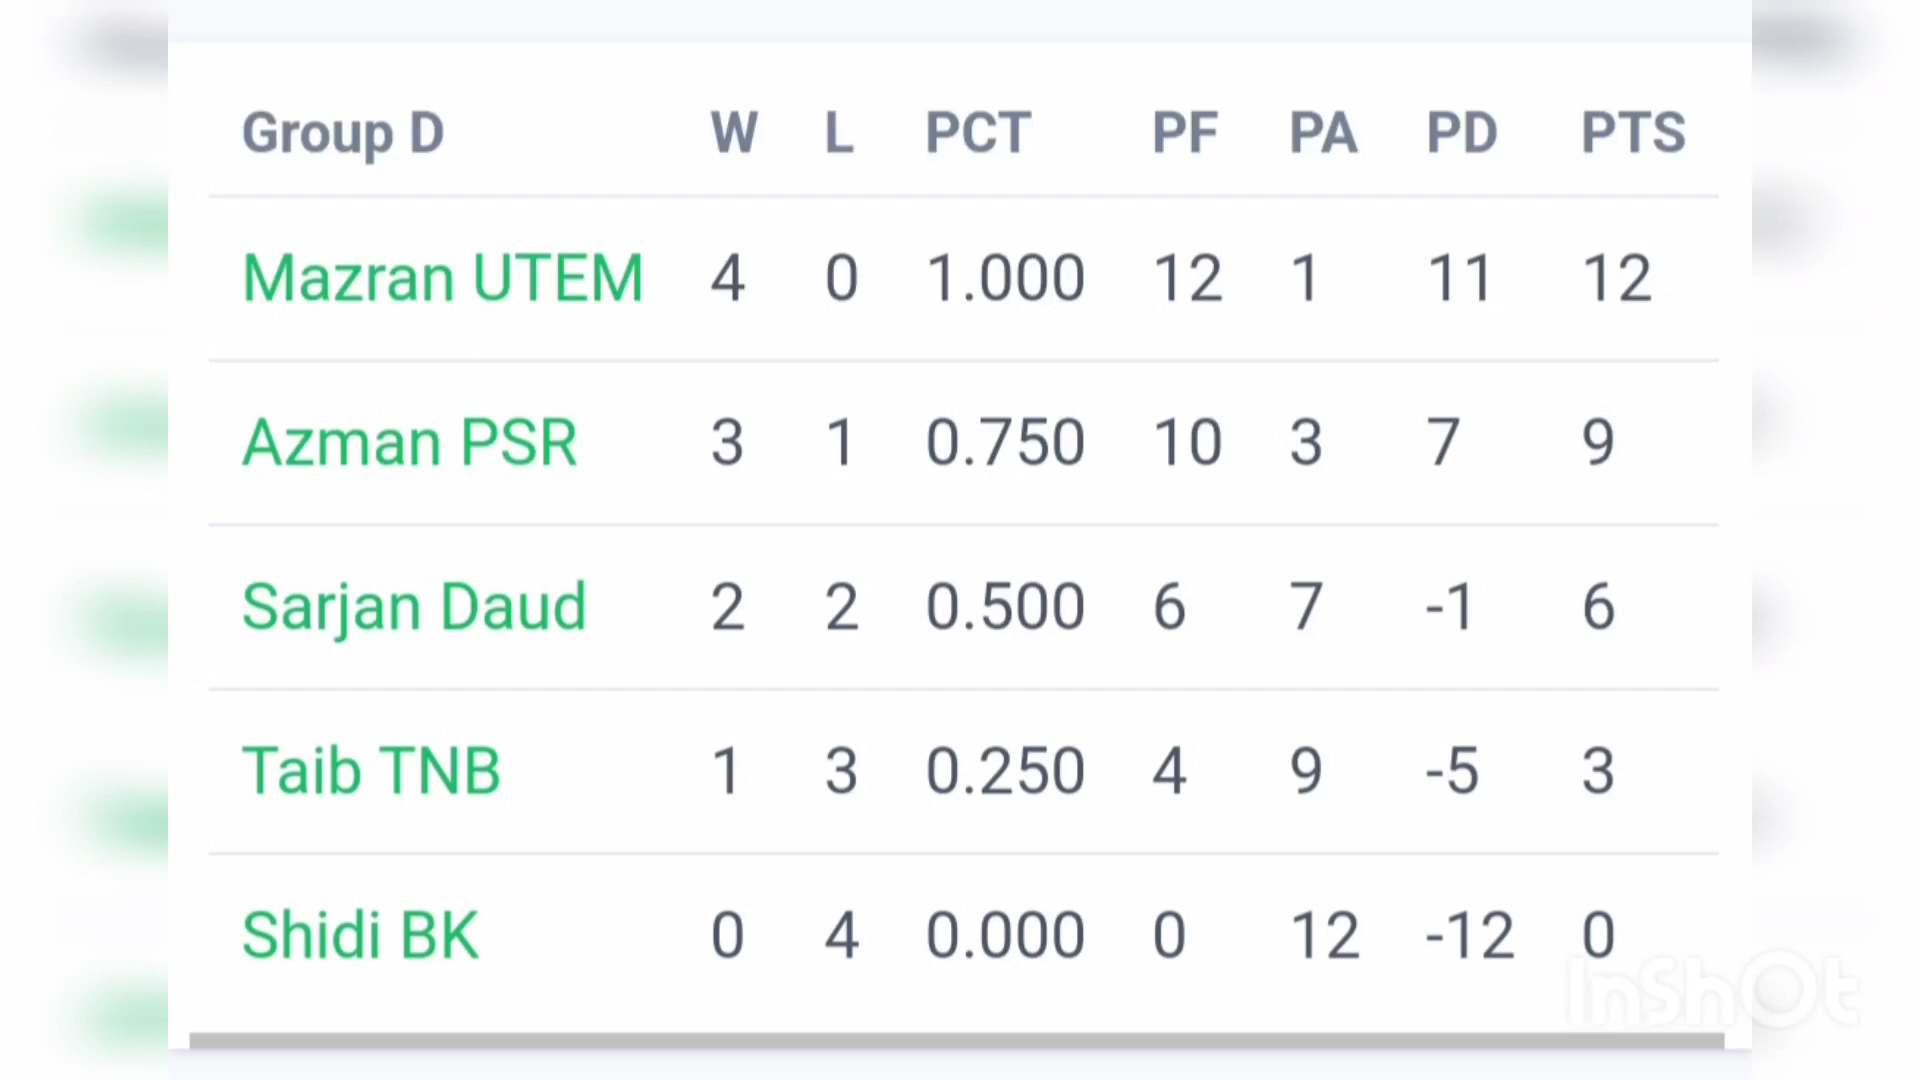 Group D W L PCT PF PA PD PTS
Mazran UTEM 4 0 1.000 12 1 11 12
Azman PSR 3 1 0.750 10 3 7 9
Sarjan Daud 2 2 0.500 6 7 -1 6
Taib TNB 1 3 0.250 4 9 -5 3
Shidi BK 0 4 0.000 0 12 -12 0
InShOt